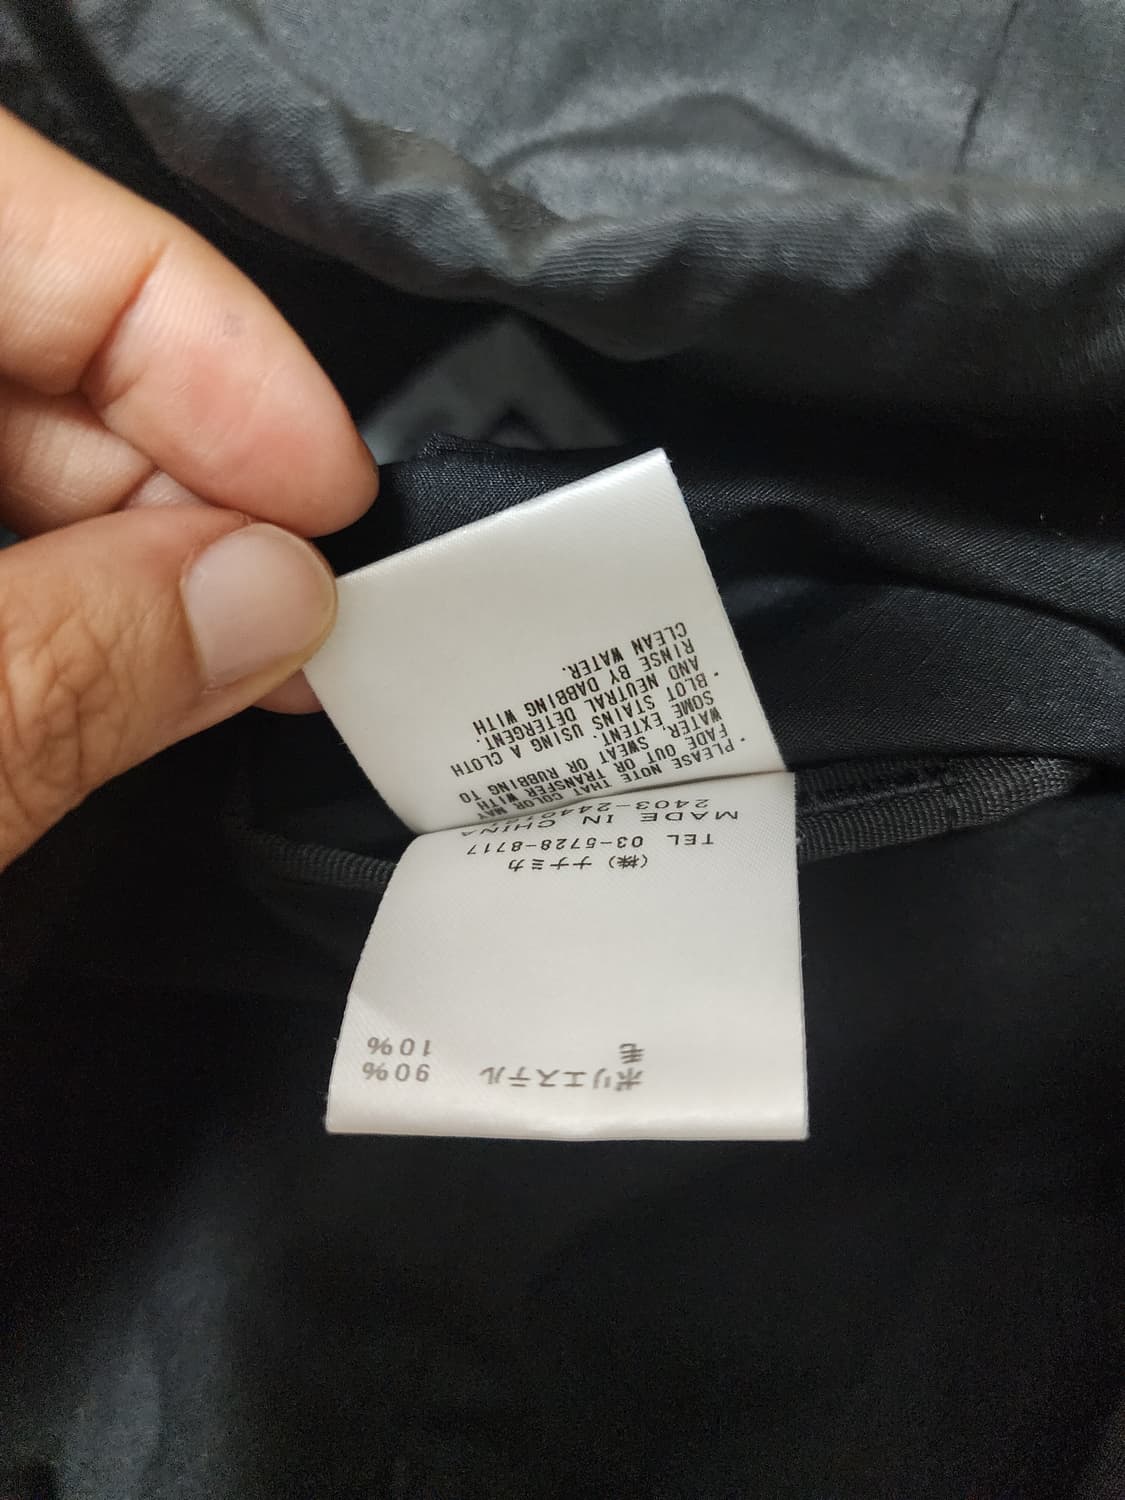 ポリエステル 90%
毛 10%
(株)ナナミカ
TEL 03-5728-8717
MADE IN CHINA
・PLEASE NOTE THAT COLOR MAY
FADE OUT OR TRANSFER WITH
WATER, SWEAT OR RUBBING TO
SOME EXTENT.
・BLOT STAINS USING A CLOTH
AND NEUTRAL DETERGENT.
RINSE BY DABBING WITH
CLEAN WATER.